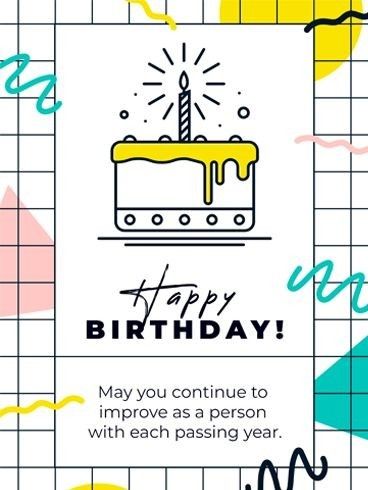 Happy
BIRTHDAY!
May you continue to
improve as a person
with each passing year.